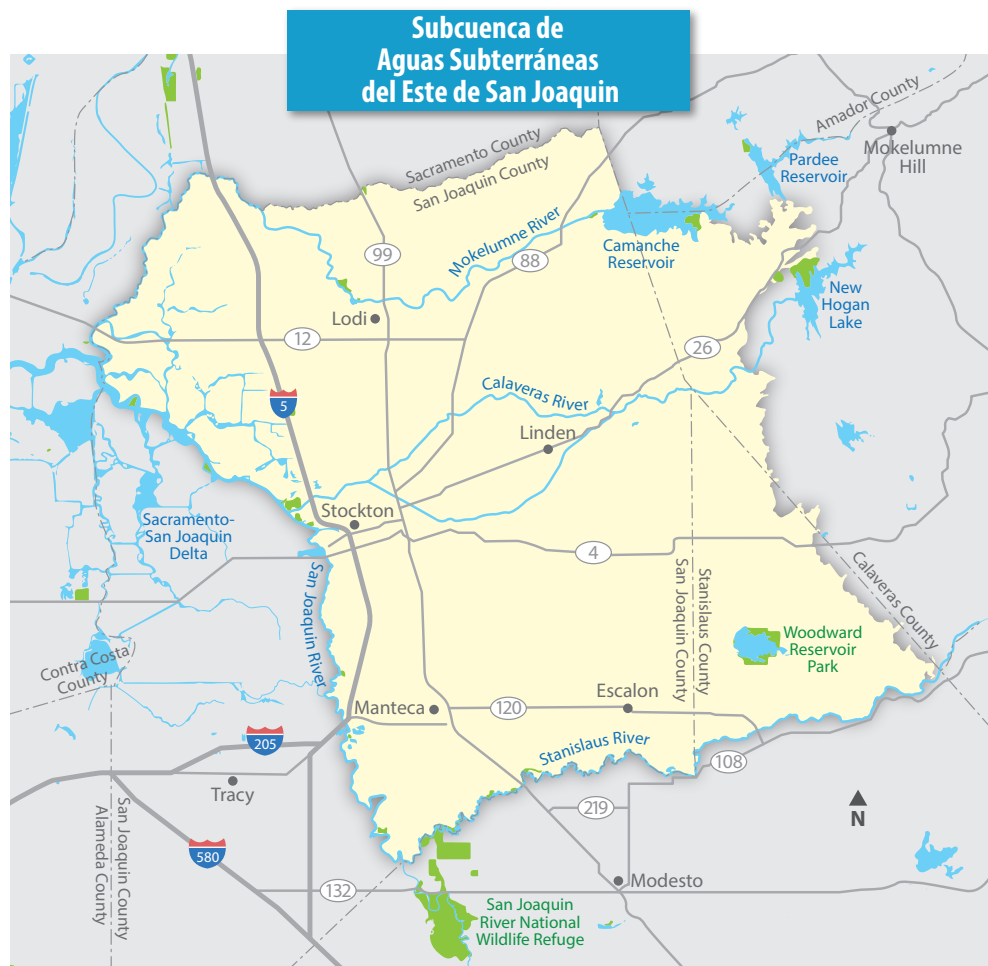 Subcuenca de
Aguas Subterráneas
del Este de San Joaquin
Amador County
Mokelumne
Hill
Sacramento County
San Joaquin County
Pardee
Reservoir
Mokelumne River
99
88
Camanche
Reservoir
New
Hogan
Lake
Lodi
12
26
5
Calaveras River
Linden
Stockton
Sacramento-
San Joaquin
Delta
4
San Joaquin River
San Joaquin County
Stanislaus County
Calaveras County
Woodward
Reservoir
Park
Contra Costa
County
Manteca
120
Escalon
205
Stanislaus River
108
Tracy
219
N
San Joaquin County
Alameda County
580
132
Modesto
San Joaquin
River National
Wildlife Refuge